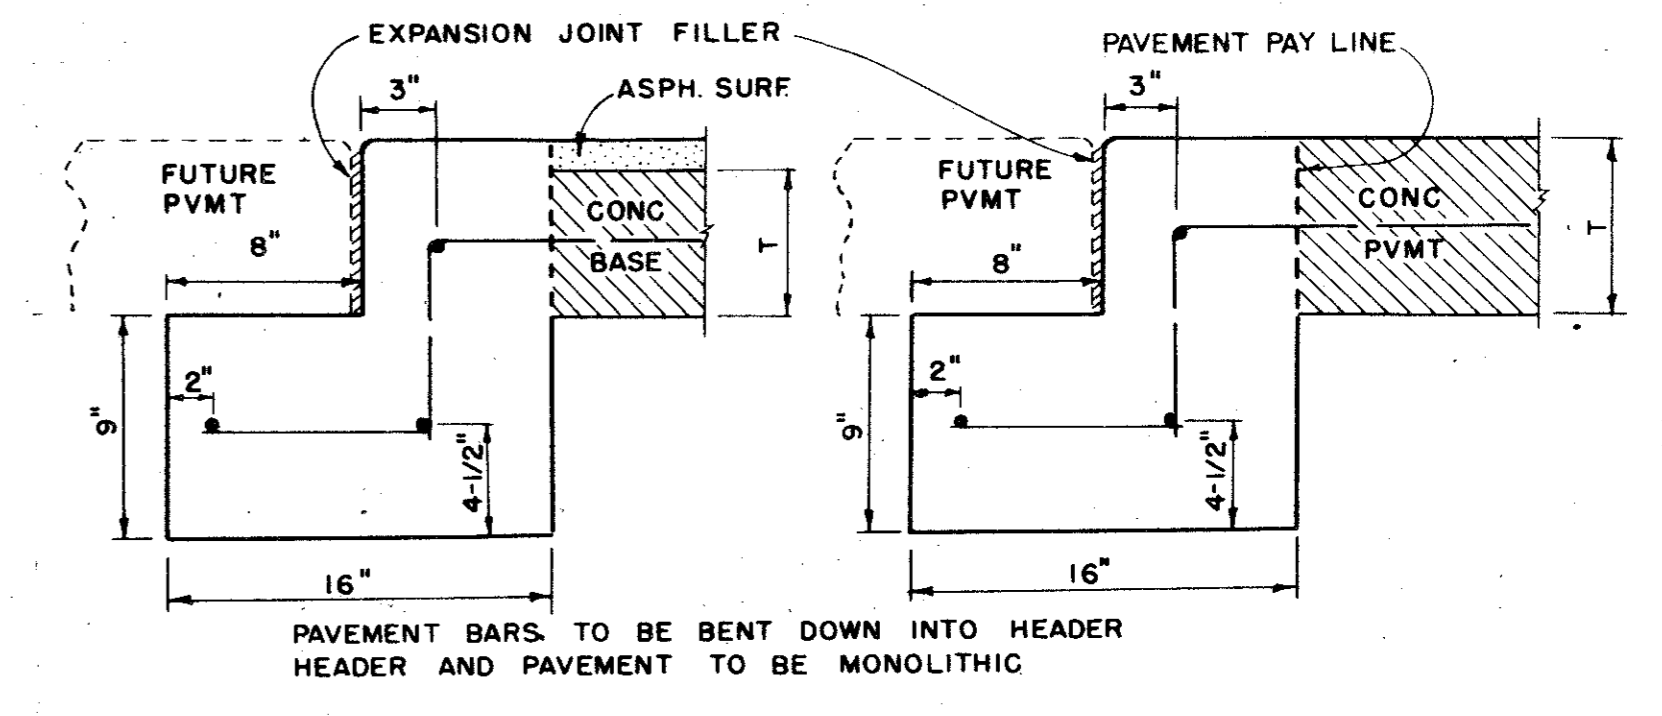 EXPANSION JOINT FILLER
PAVEMENT PAY LINE
3"
ASPH. SURF.
3"
FUTURE
PVMT
CONC
BASE
8"
T
FUTURE
PVMT
CONC
PVMT
8"
T
2"
9"
4-1/2"
16"
2"
9"
4-1/2"
16"
PAVEMENT BARS TO BE BENT DOWN INTO HEADER
HEADER AND PAVEMENT TO BE MONOLITHIC